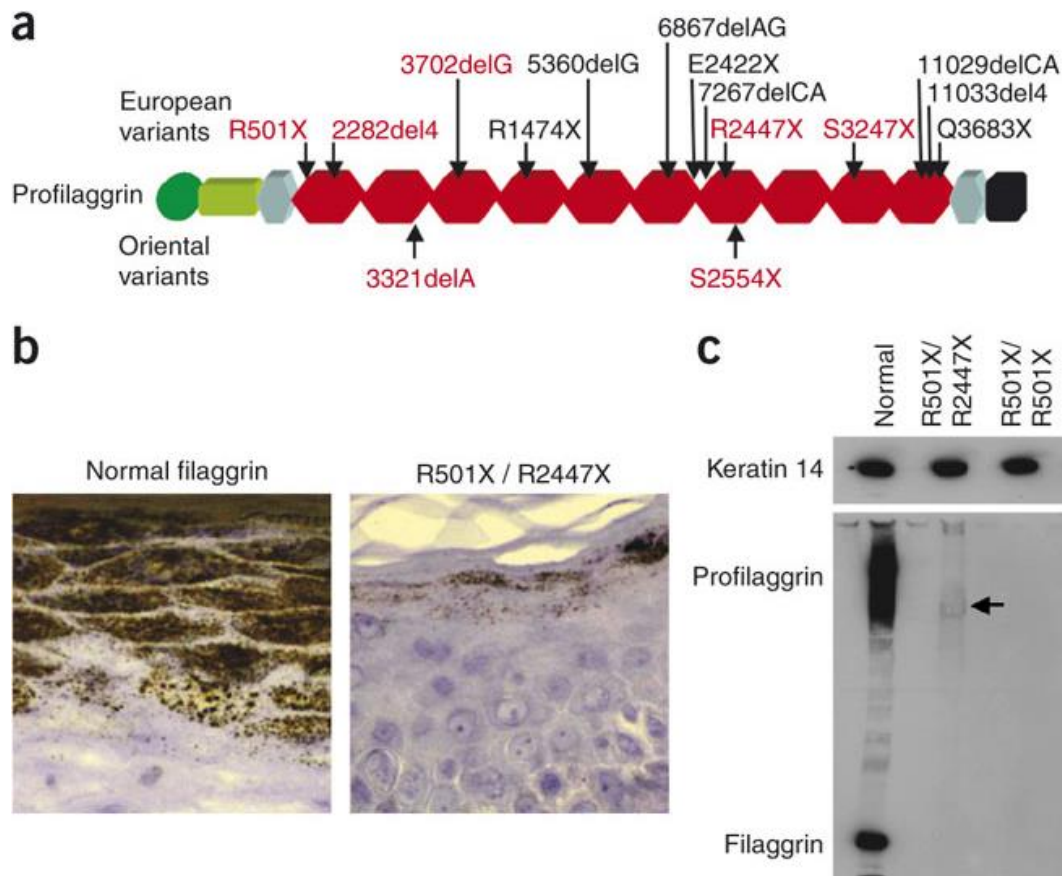 a
6867delAG
3702delG
5360delG
E2422X
11029delCA
European
variants
7267delCA
11033del4
R501X
2282del4
R1474X
R2447X
S3247X
Q3683X
Profilaggrin
Oriental
variants
3321delA
S2554X
b
Normal filaggrin
R501X / R2447X
c
Normal
R501X/
R2447X
R501X/
R501X
Keratin 14
Profilaggrin
Filaggrin